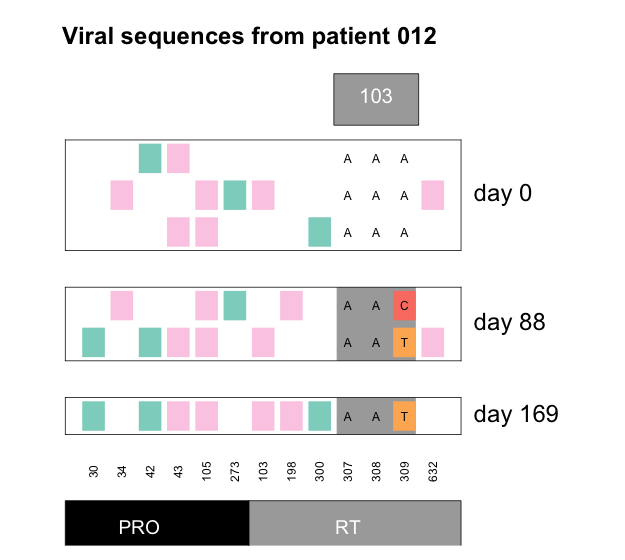 Viral sequences from patient 012
103
A A A
A A A
A A A
day 0
A A C
A A T
day 88
A A T
day 169
30 34 42 43 105 273 103 198 300 307 308 309 632
PRO RT